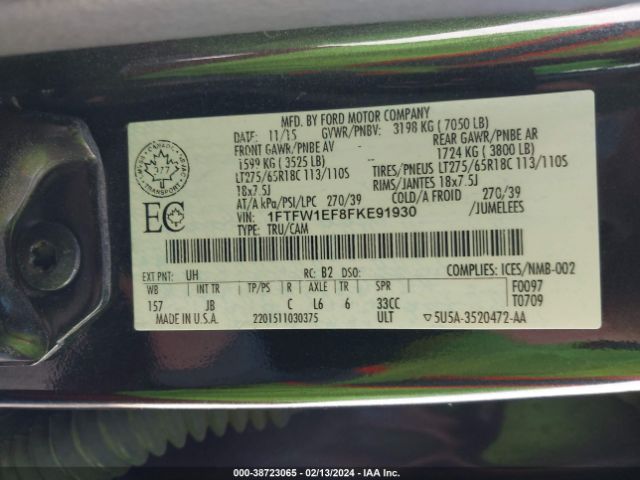 MFD. BY FORD MOTOR COMPANY
DATE: 11/15 GVWR/PNBV: 3198 KG ( 7050 LB)
FRONT GAWR/PNBE AV REAR GAWR/PNBE AR
1599 KG ( 3525 LB) -- 1724 KG ( 3800 LB)
LT275/65R18C 113/110S TIRES/PNEUS LT275/65R18C 113/110S
18x7.5J RIMS/JANTES 18x7.5J
AT/A kPa/PSI/LPC 270/39 COLD/A FROID 270/39
VIN: 1FTFW1EF8FKE91930 /JUMELEES
TYPE: TRU/CAM
CANADA
377
TRANSPORT
EC
EXT PNT: UH RC: B2 DSO: COMPLIES: ICES/NMB-002
WB INT TR TP/PS R AXLE TR SPR F0097
157 JB C L6 6 33CC T0709
MADE IN U.S.A. 2201511030375 ULT ▽5U5A-3520472-AA
000-38723065 - 02/13/2024 - IAA Inc.